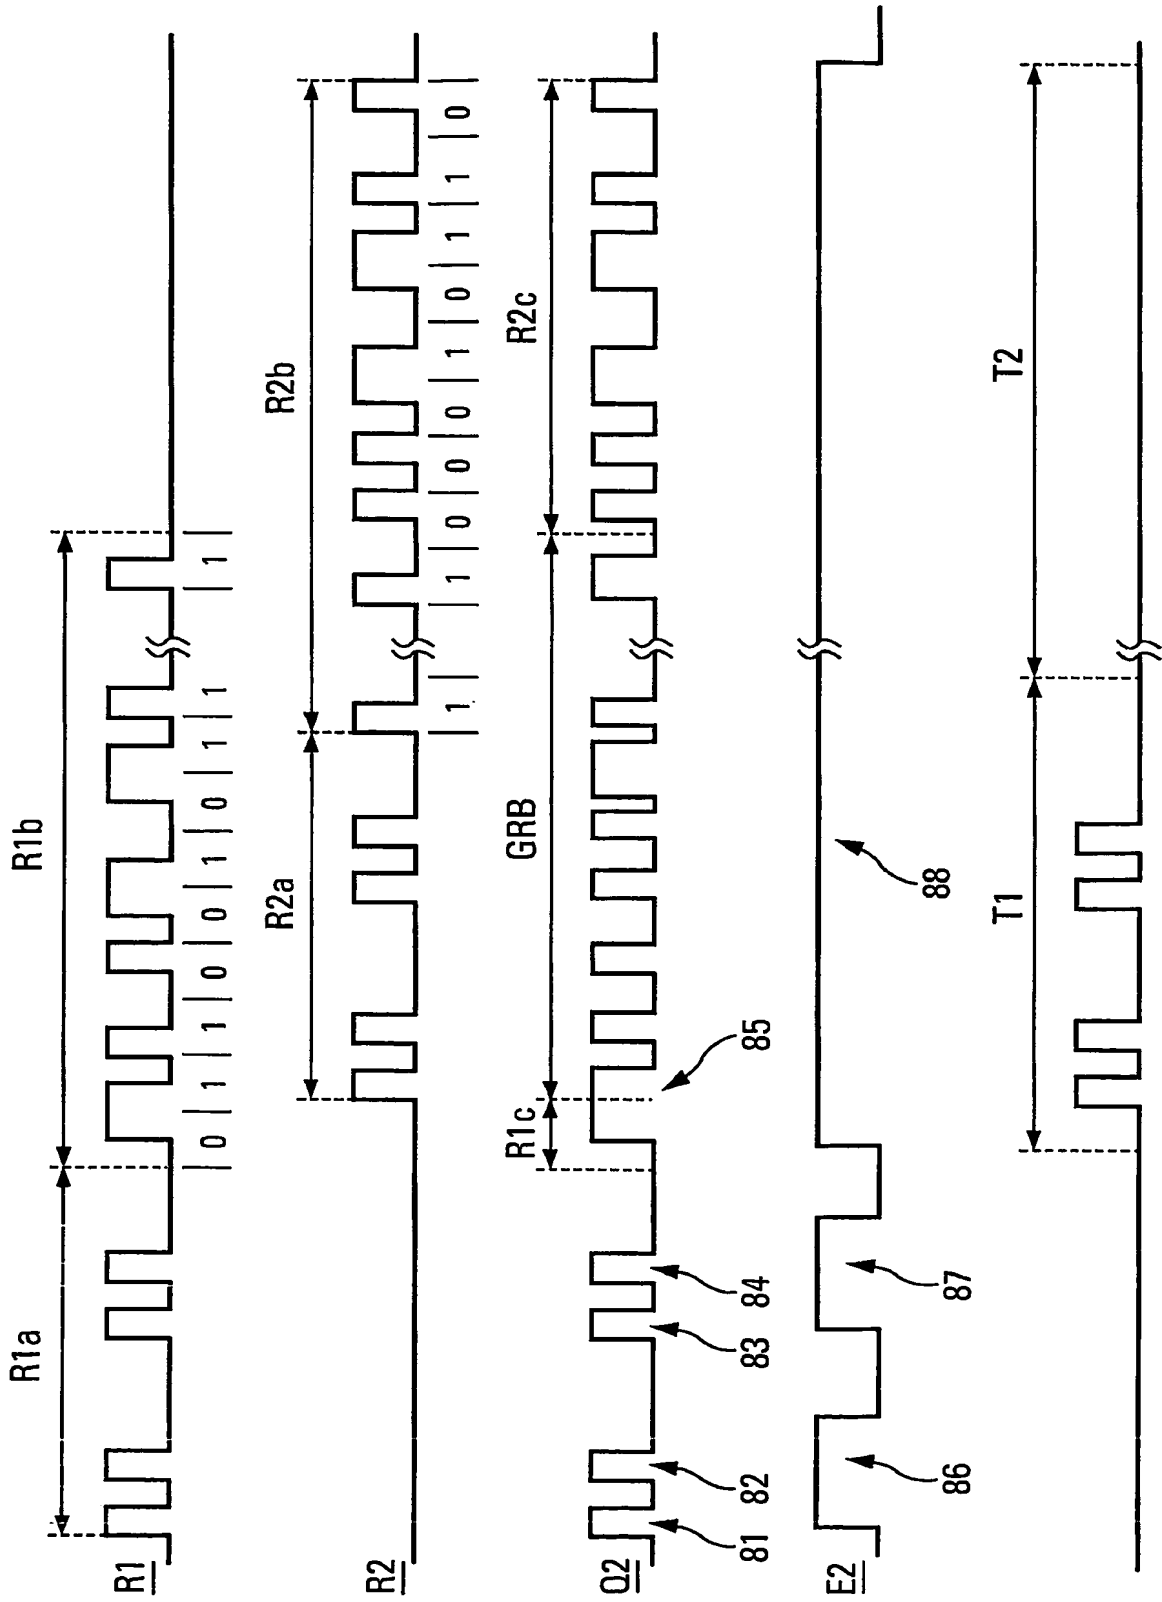 R1a
R1b
R1
0 | 1 | 1 | 0 | 0 | 1 | 0 | 1 | 1
| 1 |
R2a
R2b
R2
| 1 |
| 1 | 0 | 0 | 0 | 1 | 0 | 1 | 1 | 0 |
R1c
GRB
R2c
Q2
81
82
83
84
85
E2
86
87
88
T1
T2